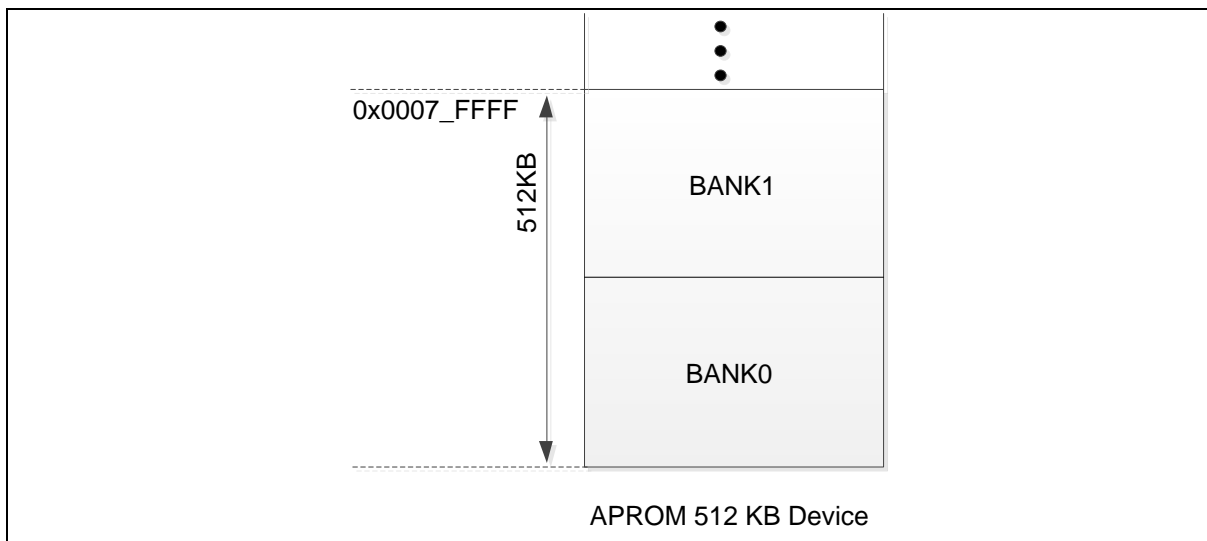 0x0007_FFFF
512KB
BANK1
BANK0
APROM 512 KB Device